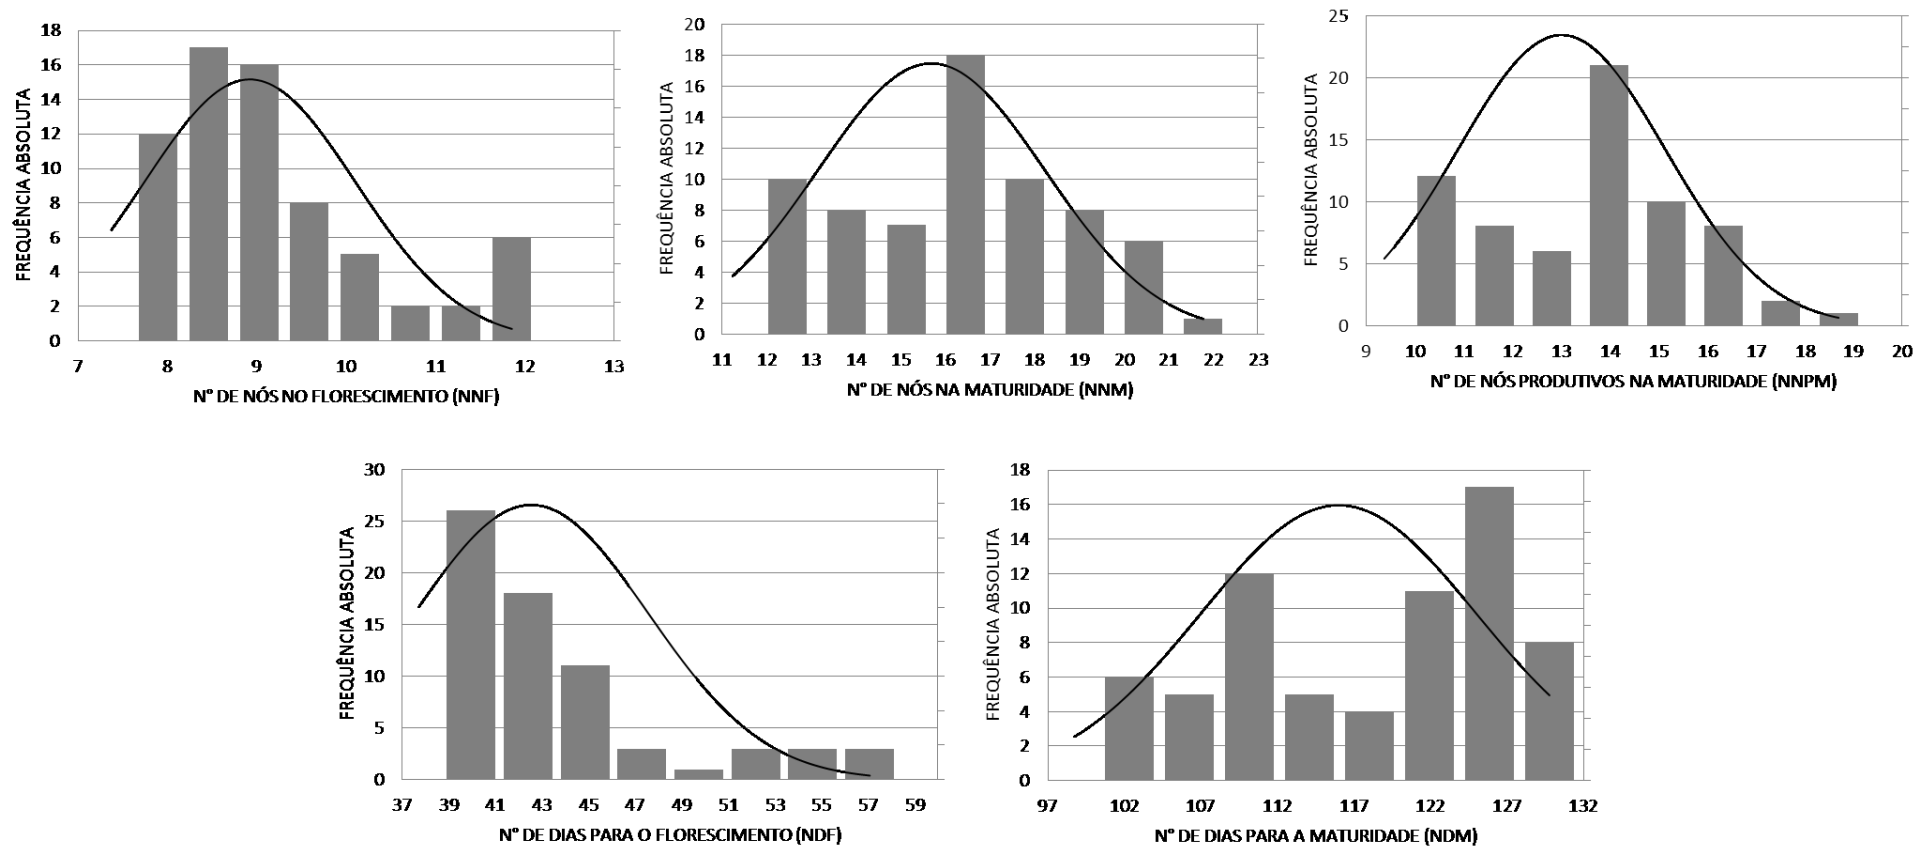 FREQUÊNCIA ABSOLUTA
18
16
14
12
10
8
6
4
2
0
7 8 9 10 11 12 13
N° DE NÓS NO FLORESCIMENTO (NNF)
FREQUÊNCIA ABSOLUTA
20
18
16
14
12
10
8
6
4
2
0
11 12 13 14 15 16 17 18 19 20 21 22 23
N° DE NÓS NA MATURIDADE (NNM)
FREQUÊNCIA ABSOLUTA
25
20
15
10
5
0
9 10 11 12 13 14 15 16 17 18 19 20
N° DE NÓS PRODUTIVOS NA MATURIDADE (NNPM)
FREQUÊNCIA ABSOLUTA
30
25
20
15
10
5
0
37 39 41 43 45 47 49 51 53 55 57 59
N° DE DIAS PARA O FLORESCIMENTO (NDF)
FREQUÊNCIA ABSOLUTA
18
16
14
12
10
8
6
4
2
0
97 102 107 112 117 122 127 132
N° DE DIAS PARA A MATURIDADE (NDM)